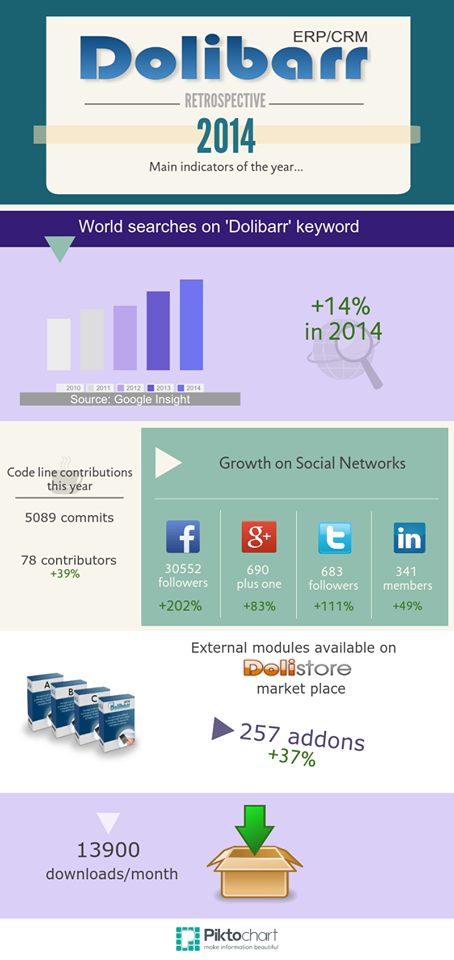 ERP/CRM
Dolibarr
RETROSPECTIVE
2014
Main indicators of the year...
World searches on 'Dolibarr' keyword
+14%
in 2014
2010 2011 2012 2013 2014
Source: Google Insight
Code line contributions
this year
5089 commits
78 contributors
+39%
Growth on Social Networks
30552
followers
+202%
690
plus one
+83%
683
followers
+111%
341
members
+49%
External modules available on
Dolistore
market place
A
B
C
Dolibarr
257 addons
+37%
13900
downloads/month
Piktochart
make information beautiful